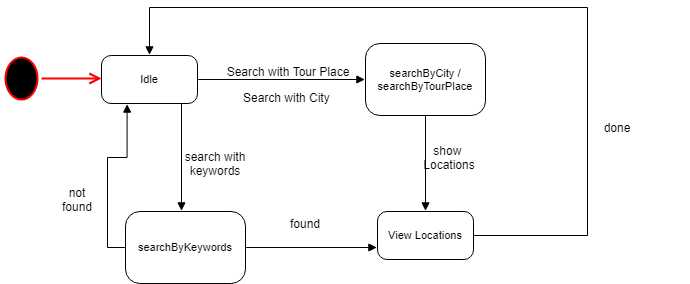 Idle
Search with Tour Place
Search with City
searchByCity /
searchByTourPlace
search with
keywords
show
Locations
done
not
found
searchByKeywords
found
View Locations